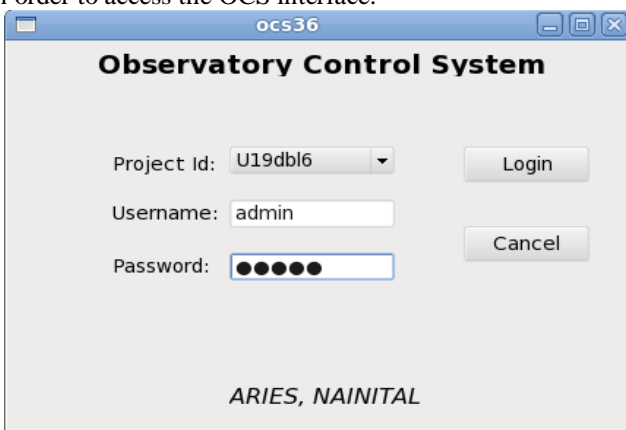 order to access the OCS interface.
ocs36
Observatory Control System
Project Id: U19dbl6 Login
Username: admin
Cancel
Password: ●●●●●
ARIES, NAINITAL